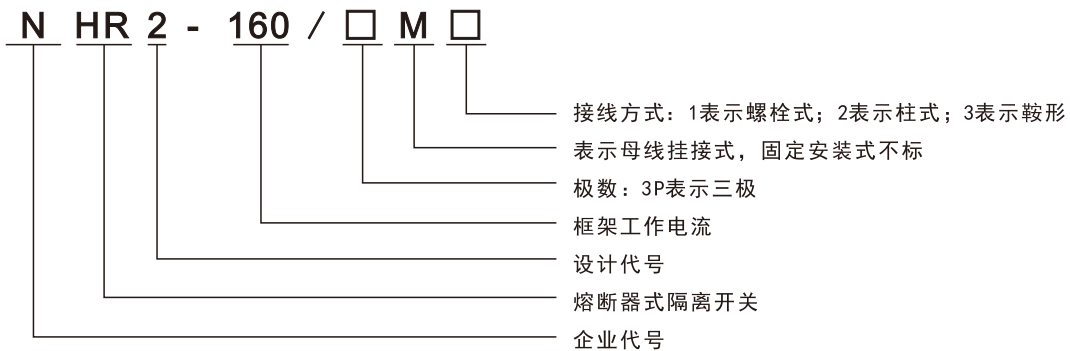 NHR2-160/□M□
接线方式：1表示螺栓式；2表示柱式；3表示鞍形
表示母线挂接式，固定安装式不标
极数：3P表示三极
框架工作电流
设计代号
熔断器式隔离开关
企业代号